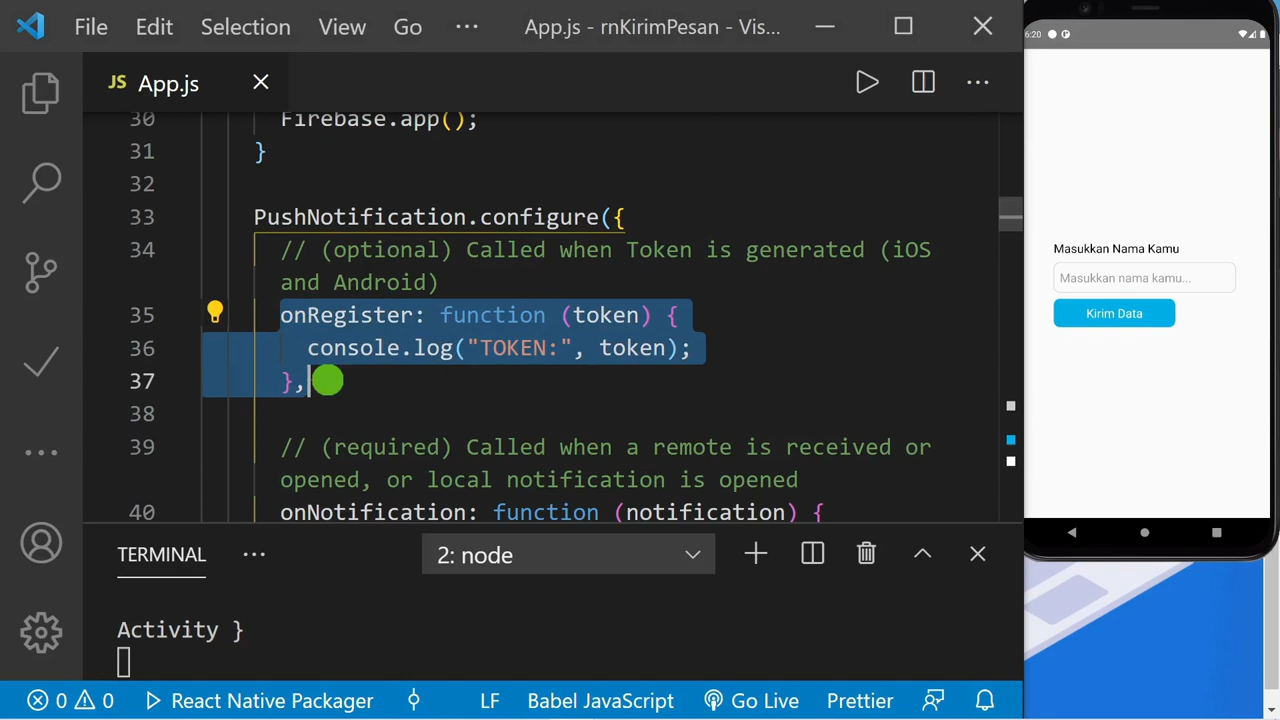 File Edit Selection View Go ··· App.js - rnKirimPesan - Vis...
JS App.js
30 Firebase.app();
31 }
32
33 PushNotification.configure({
34 // (optional) Called when Token is generated (iOS
and Android)
35 onRegister: function (token) {
36 console.log("TOKEN:", token);
37 },
38
39 // (required) Called when a remote is received or
opened, or local notification is opened
40 onNotification: function (notification) {
TERMINAL ··· 2: node
Activity }
0 0 React Native Packager LF Babel JavaScript Go Live Prettier
6:20
Masukkan Nama Kamu
Masukkan nama kamu...
Kirim Data